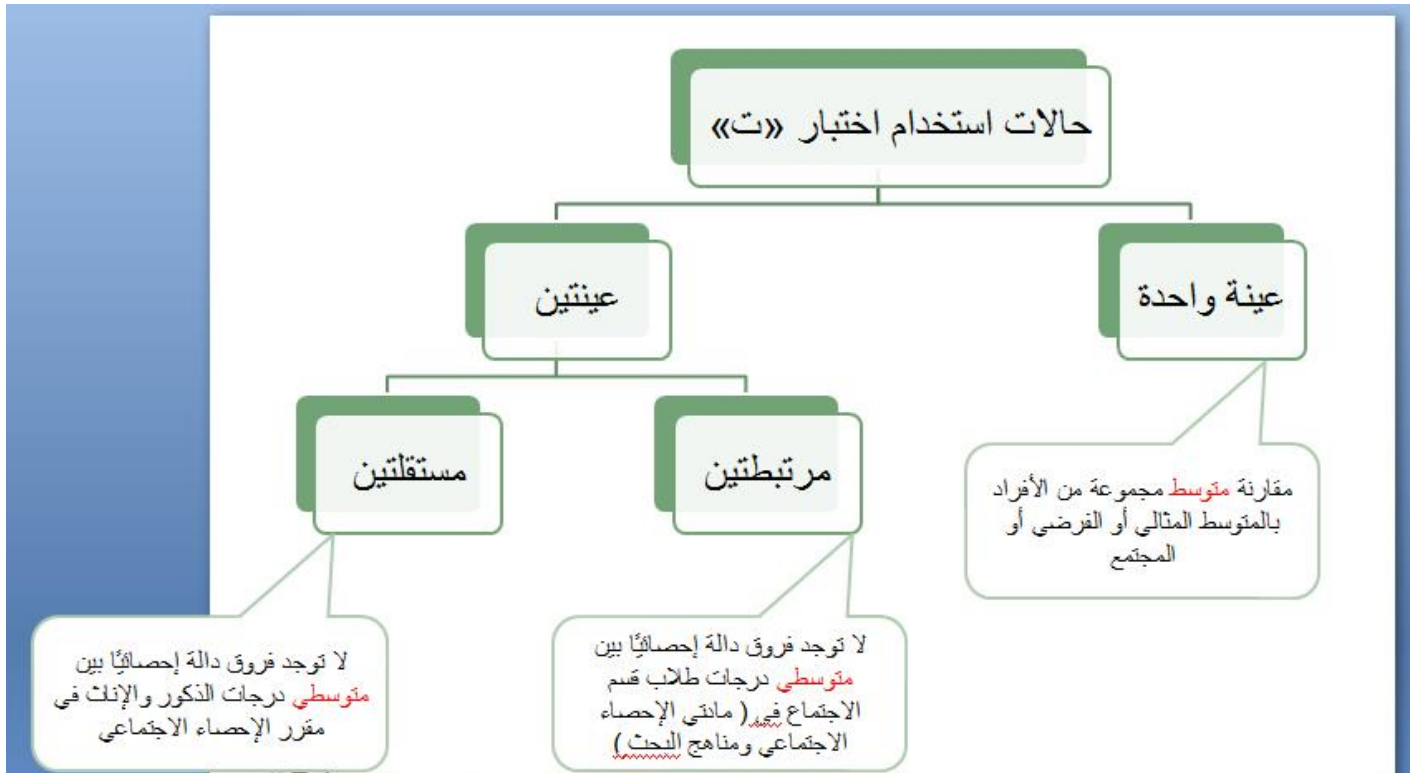 حالات استخدام اختبار «ت»
عينة واحدة
عينتين
مرتبطتين
مستقلتين
مقارنة متوسط مجموعة من الأفراد
بالمتوسط المثالي أو الفرضي أو
المجتمع
لا توجد فروق دالة إحصائيًا بين
متوسطي درجات طلاب قسم
الاجتماع في ( مادتي الإحصاء
الاجتماعي ومناهج البحث )
لا توجد فروق دالة إحصائيًا بين
متوسطي درجات الذكور والإناث في
مقرر الإحصاء الاجتماعي